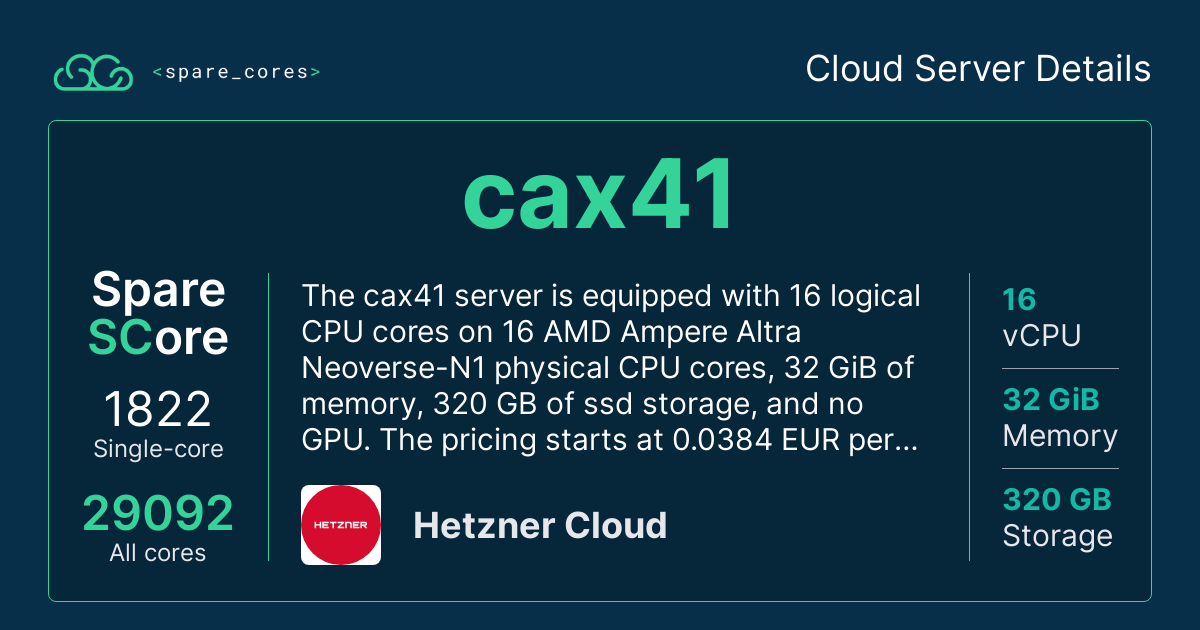 <spare_cores>
Cloud Server Details
cax41
Spare
SCore
1822
Single-core
29092
All cores
The cax41 server is equipped with 16 logical
CPU cores on 16 AMD Ampere Altra
Neoverse-N1 physical CPU cores, 32 GiB of
memory, 320 GB of ssd storage, and no
GPU. The pricing starts at 0.0384 EUR per...
HETZNER
Hetzner Cloud
16
vCPU
32 GiB
Memory
320 GB
Storage